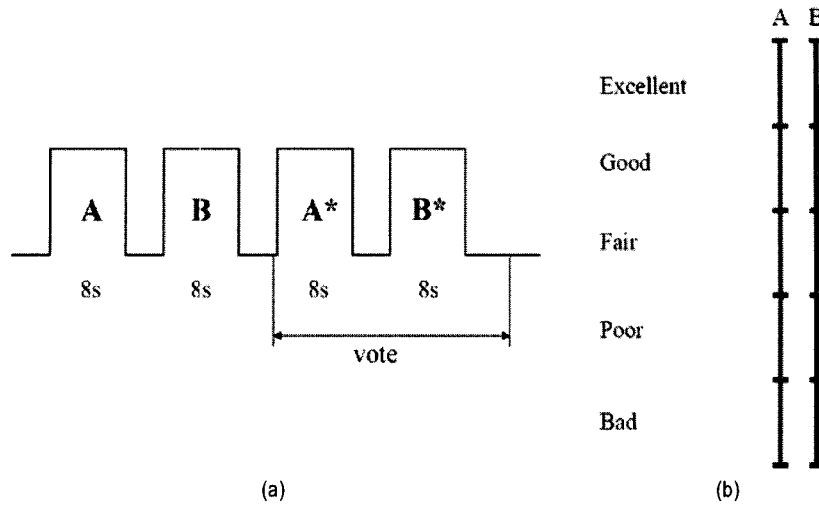 A B
Excellent
Good
Fair
Poor
Bad
A B A* B*
8s 8s 8s 8s
vote
(a) (b)